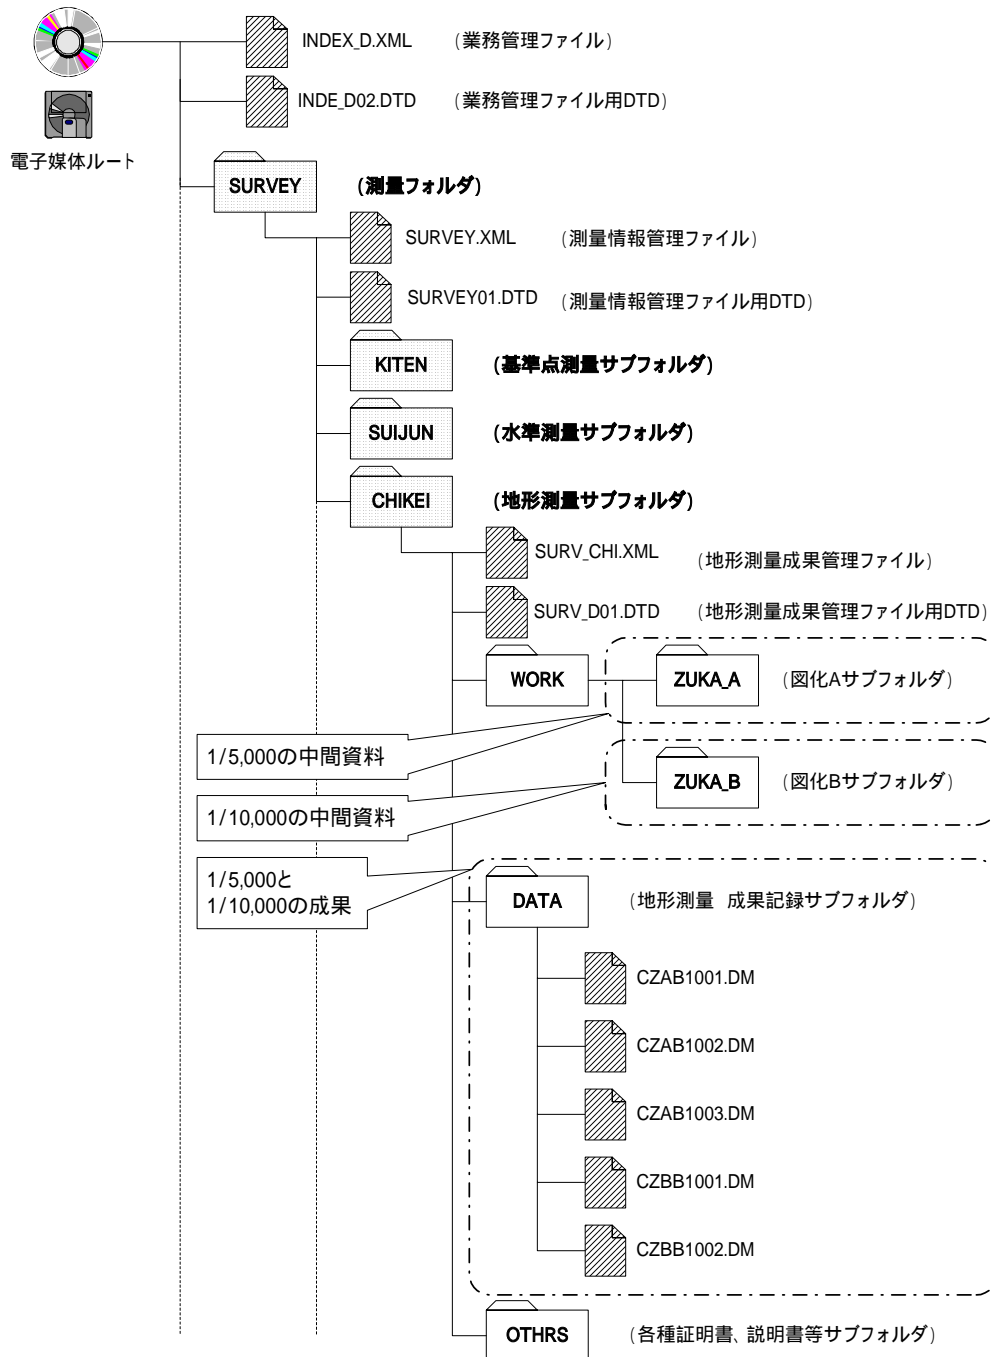 INDEX_D.XML (業務管理ファイル)
INDE_D02.DTD (業務管理ファイル用DTD)
電子媒体ルート
SURVEY (測量フォルダ)
SURVEY.XML (測量情報管理ファイル)
SURVEY01.DTD (測量情報管理ファイル用DTD)
KITEN (基準点測量サブフォルダ)
SUIJUN (水準測量サブフォルダ)
CHIKEI (地形測量サブフォルダ)
SURV_CHI.XML (地形測量成果管理ファイル)
SURV_D01.DTD (地形測量成果管理ファイル用DTD)
WORK ZUKA_A (図化Aサブフォルダ)
1/5,000の中間資料
ZUKA_B (図化Bサブフォルダ)
1/10,000の中間資料
1/5,000と
1/10,000の成果
DATA (地形測量 成果記録サブフォルダ)
CZAB1001.DM
CZAB1002.DM
CZAB1003.DM
CZBB1001.DM
CZBB1002.DM
OTHRS (各種証明書、説明書等サブフォルダ)